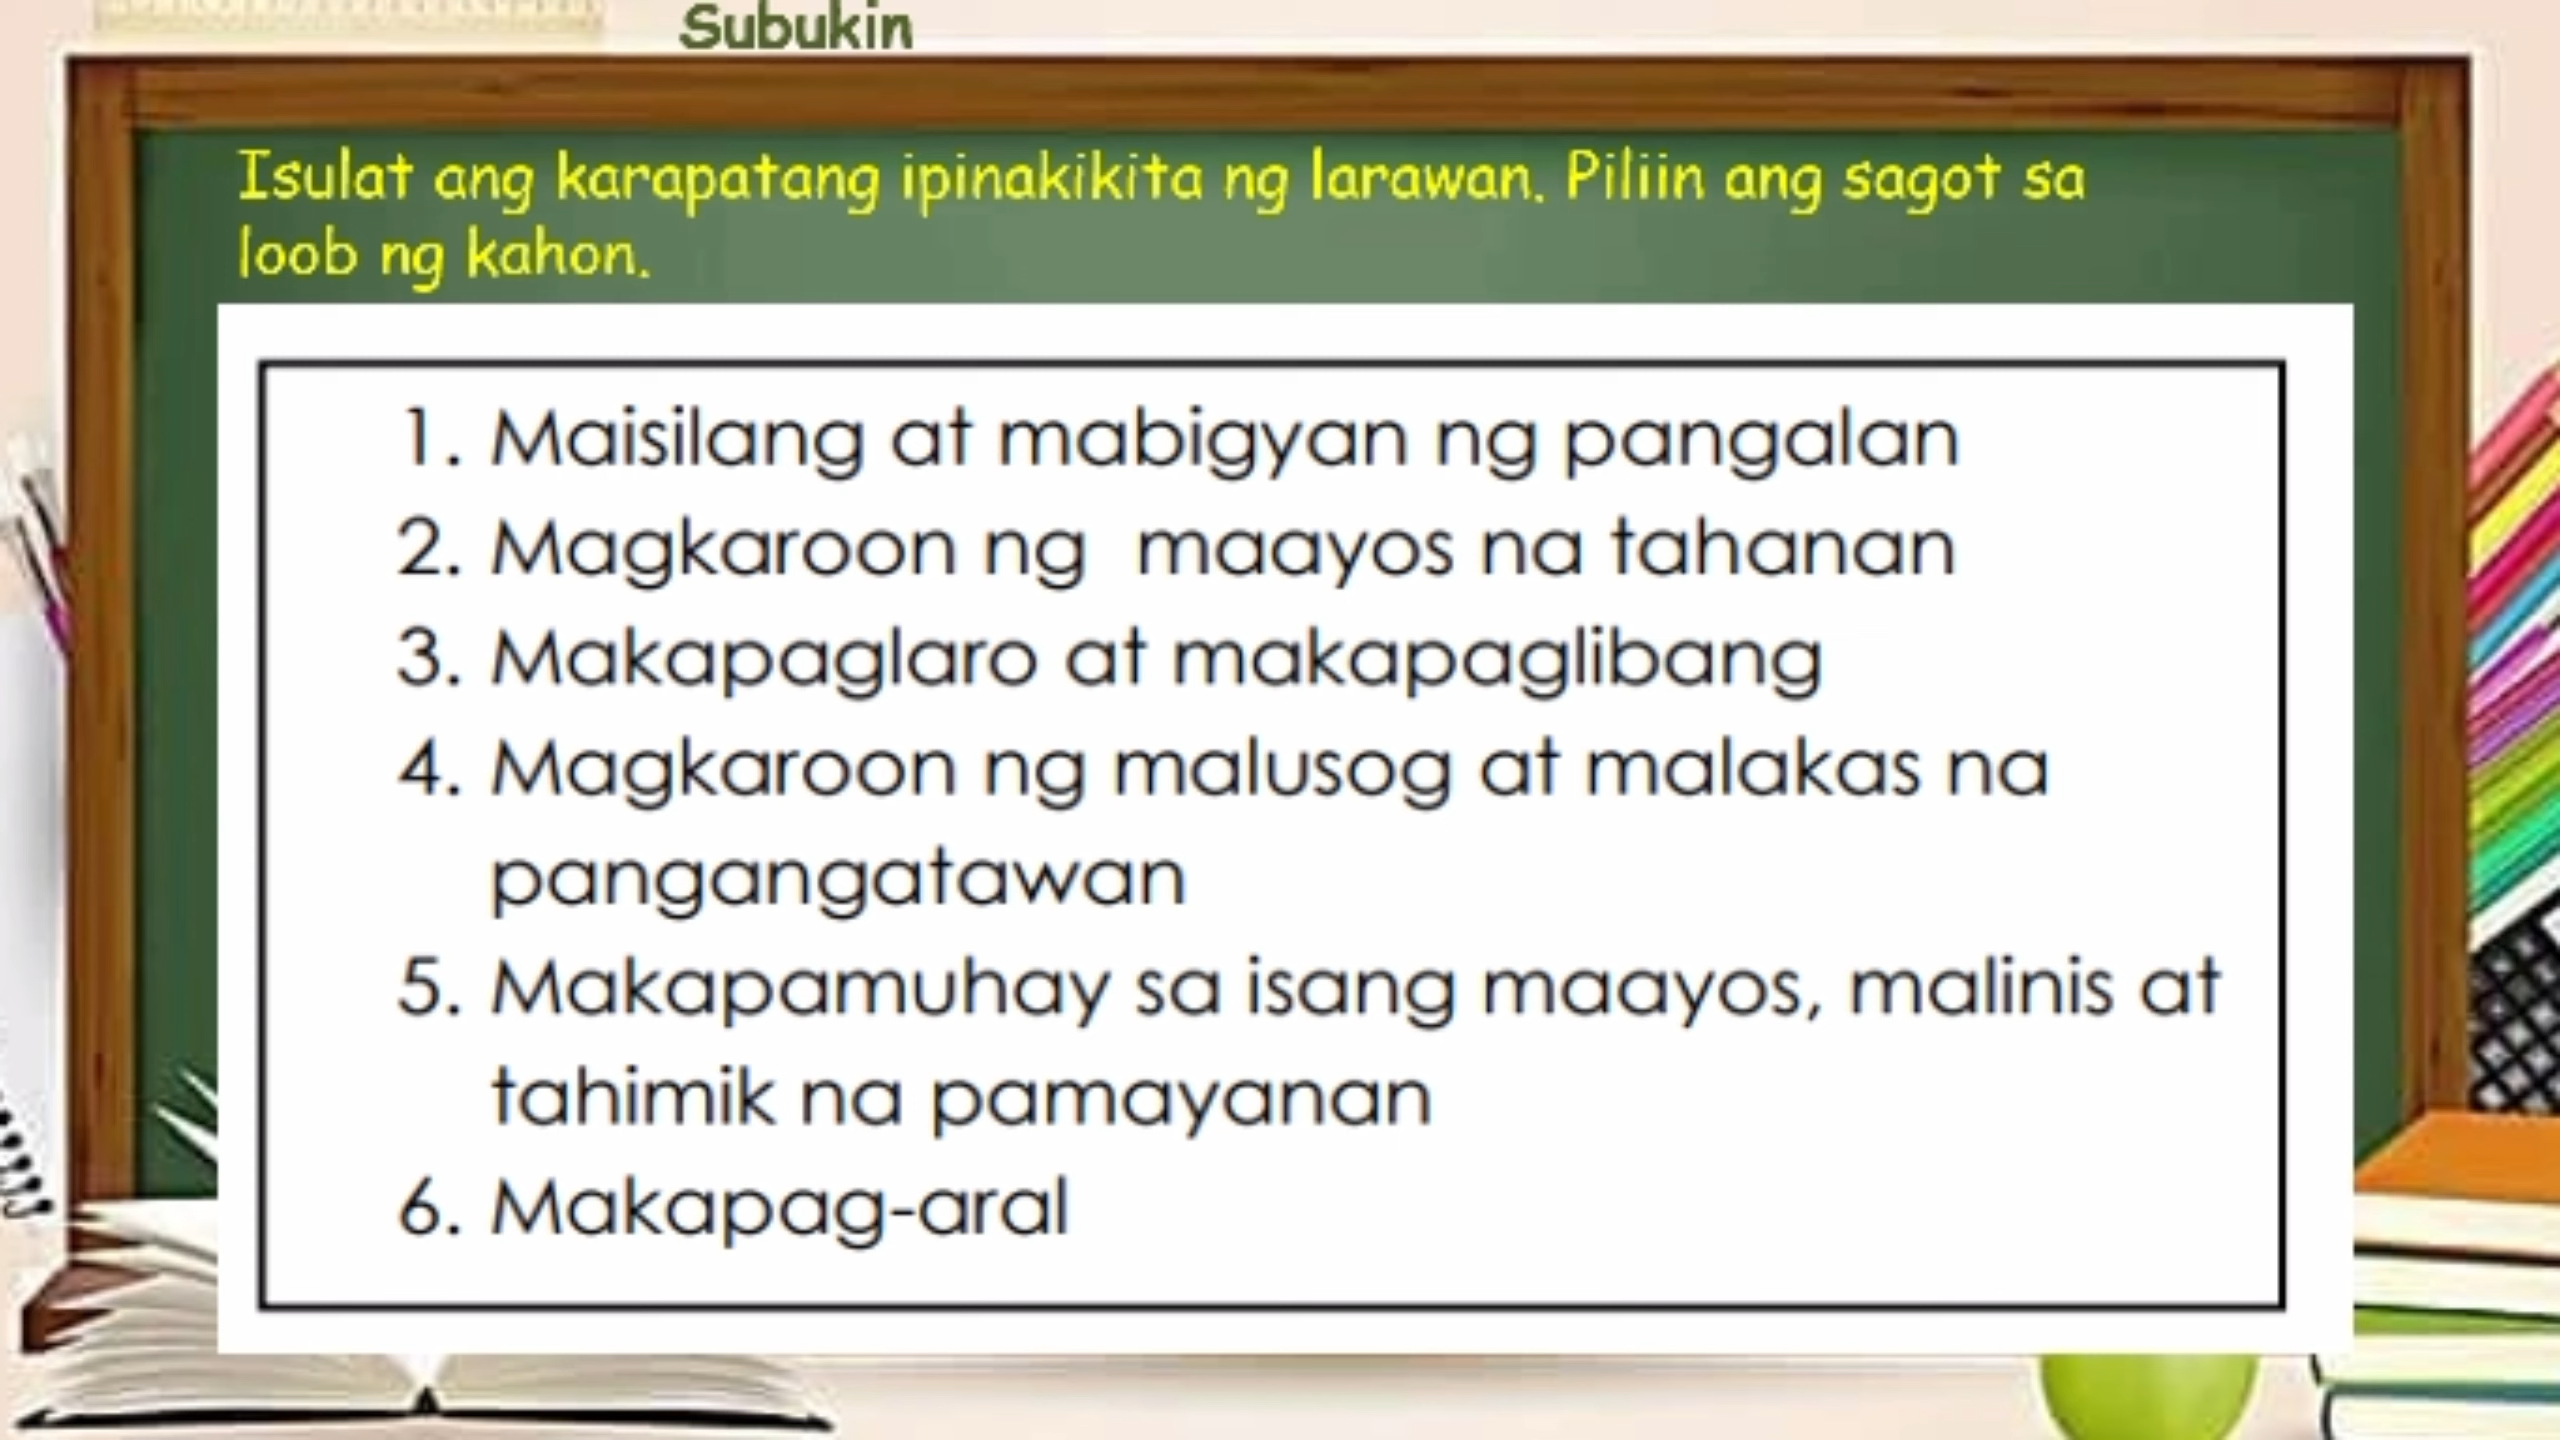 Subukin
Isulat ang karapatang ipinakikita ng larawan. Piliin ang sagot sa
loob ng kahon.
1. Maisilang at mabigyan ng pangalan
2. Magkaroon ng maayos na tahanan
3. Makapaglaro at makapaglibang
4. Magkaroon ng malusog at malakas na
pangangatawan
5. Makapamuhay sa isang maayos, malinis at
tahimik na pamayanan
6. Makapag-aral